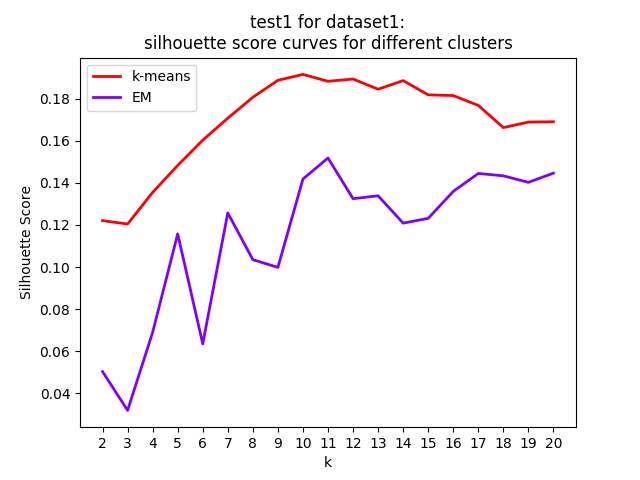 test1 for dataset1:
silhouette score curves for different clusters
k-means
EM
Silhouette Score
0.18
0.16
0.14
0.12
0.10
0.08
0.06
0.04
2 3 4 5 6 7 8 9 10 11 12 13 14 15 16 17 18 19 20
k